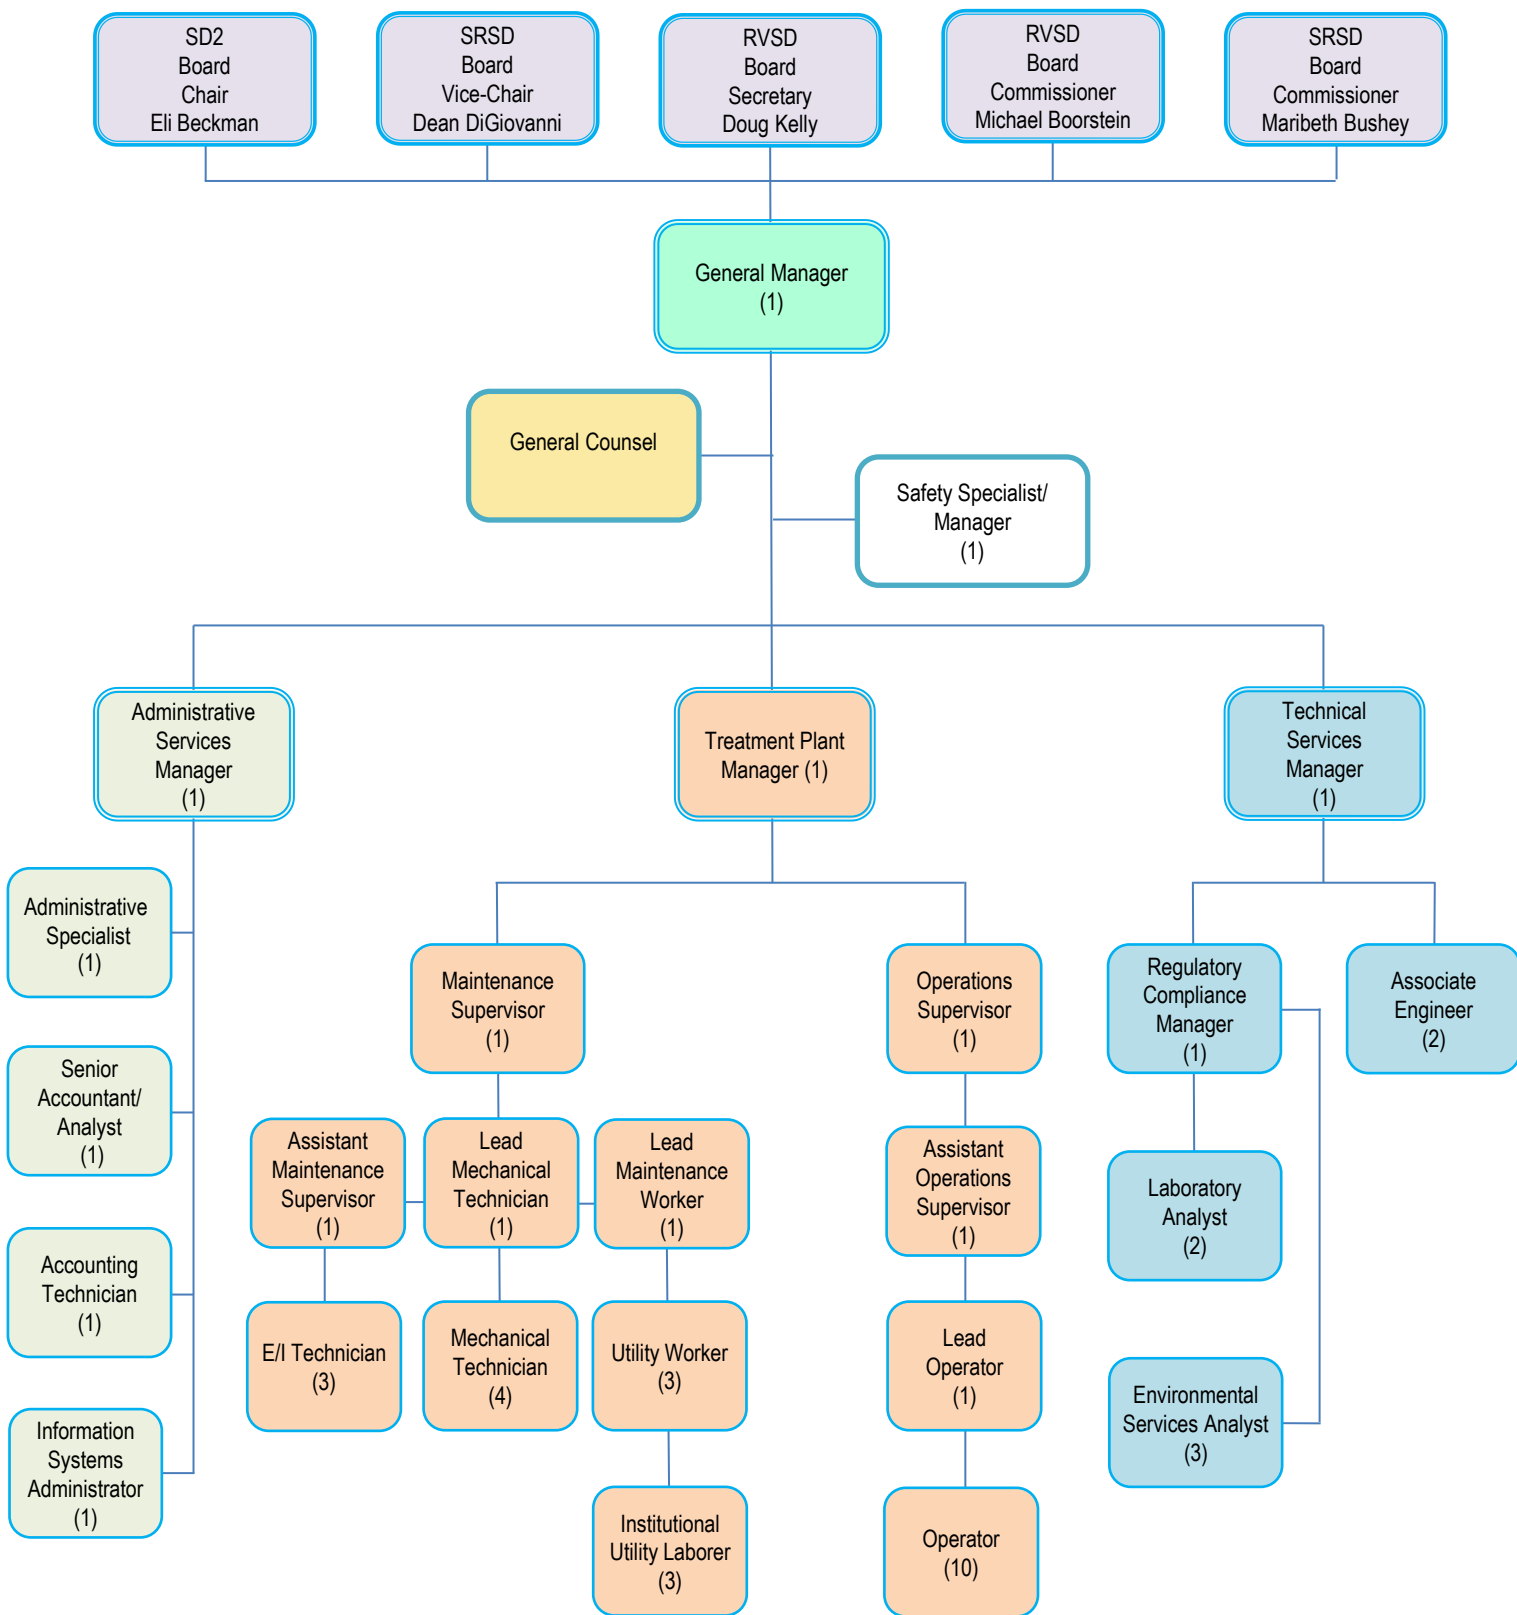 SD2
Board
Chair
Eli Beckman
SRSD
Board
Vice-Chair
Dean DiGiovanni
RVSD
Board
Secretary
Doug Kelly
RVSD
Board
Commissioner
Michael Boorstein
SRSD
Board
Commissioner
Maribeth Bushey
General Manager
(1)
General Counsel
Safety Specialist/
Manager
(1)
Administrative
Services
Manager
(1)
Treatment Plant
Manager (1)
Technical
Services
Manager
(1)
Administrative
Specialist
(1)
Senior
Accountant/
Analyst
(1)
Accounting
Technician
(1)
Information
Systems
Administrator
(1)
Maintenance
Supervisor
(1)
Assistant
Maintenance
Supervisor
(1)
Lead
Mechanical
Technician
(1)
Lead
Maintenance
Worker
(1)
E/I Technician
(3)
Mechanical
Technician
(4)
Utility Worker
(3)
Institutional
Utility Laborer
(3)
Operations
Supervisor
(1)
Assistant
Operations
Supervisor
(1)
Lead
Operator
(1)
Operator
(10)
Regulatory
Compliance
Manager
(1)
Associate
Engineer
(2)
Laboratory
Analyst
(2)
Environmental
Services Analyst
(3)